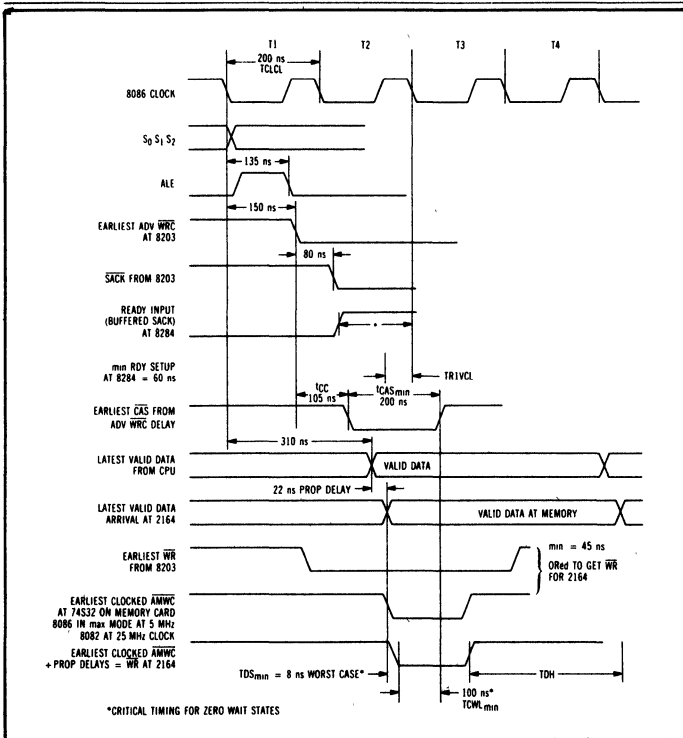 T1 T2 T3 T4
200 ns
TCLCL
8086 CLOCK
S0 S1 S2
135 ns
ALE
150 ns
EARLIEST ADV WRC
AT 8203
80 ns
SACK FROM 8203
READY INPUT
(BUFFERED SACK)
AT 8284
*
min RDY SETUP
AT 8284 = 60 ns
TR1VCL
tCC
105 ns
tCASmin
200 ns
EARLIEST CAS FROM
ADV WRC DELAY
310 ns
LATEST VALID DATA
FROM CPU
VALID DATA
22 ns PROP DELAY
LATEST VALID DATA
ARRIVAL AT 2164
VALID DATA AT MEMORY
EARLIEST WR
FROM 8203
min = 45 ns
ORed TO GET WR
FOR 2164
EARLIEST CLOCKED AMWC
AT 74S32 ON MEMORY CARD
8086 IN max MODE AT 5 MHz
8082 AT 25 MHz CLOCK
EARLIEST CLOCKED AMWC
+ PROP DELAYS = WR AT 2164
TDSmin = 8 ns WORST CASE*
TDH
100 ns*
TCWLmin
*CRITICAL TIMING FOR ZERO WAIT STATES